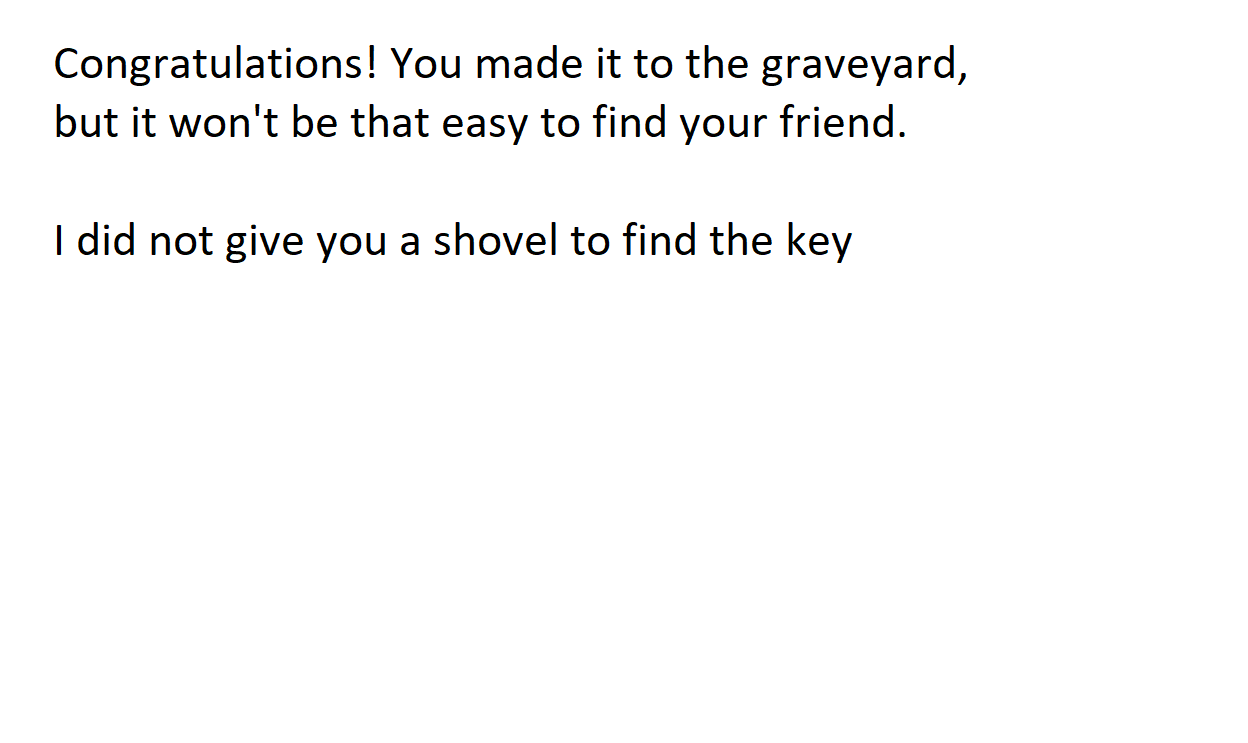 Congratulations! You made it to the graveyard,
but it won't be that easy to find your friend.
I did not give you a shovel to find the key